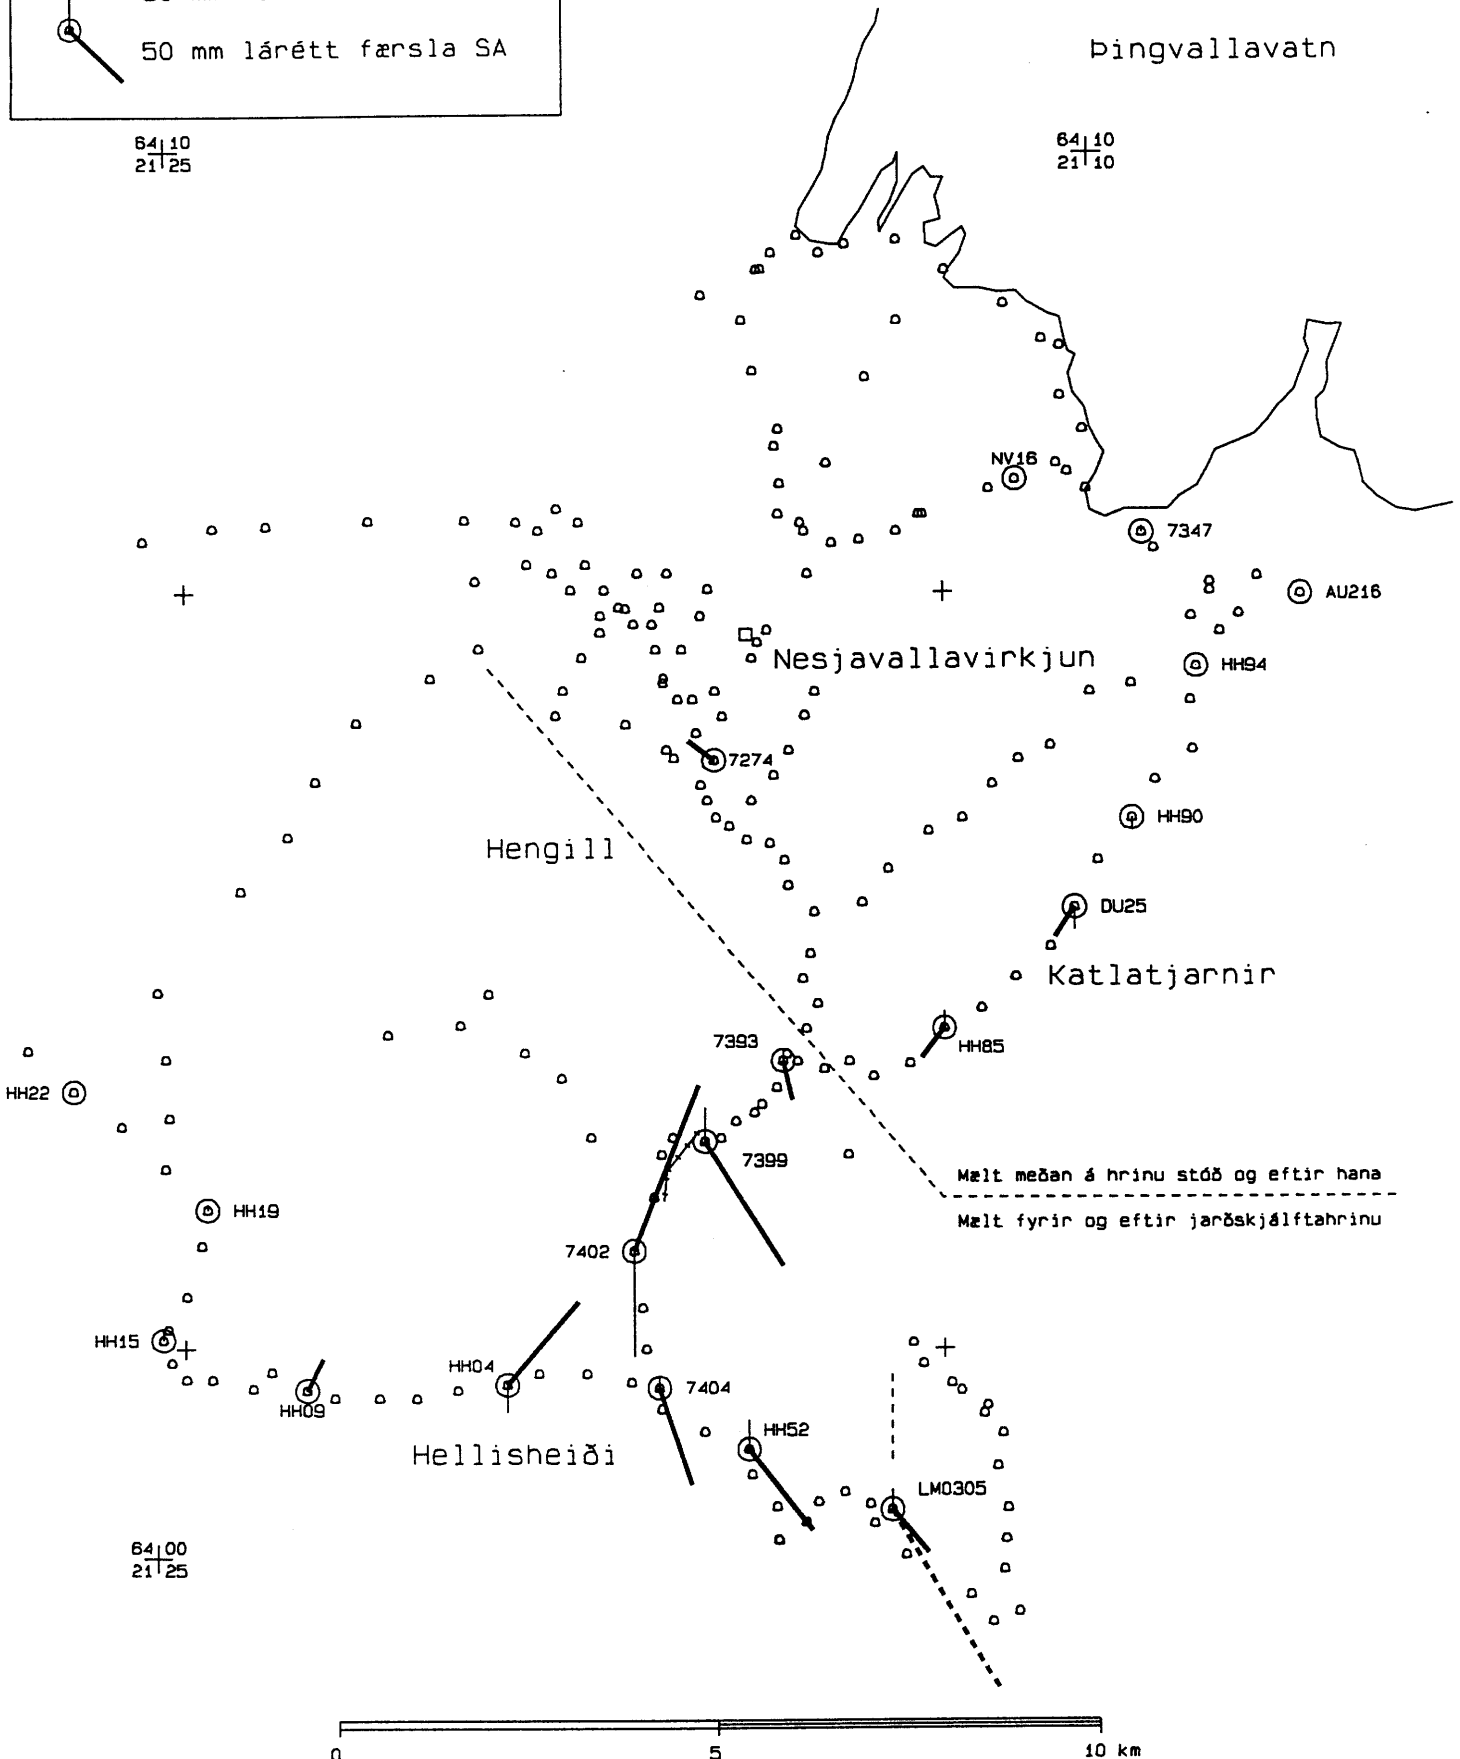 50 mm lárétt færsla SA
Þingvallavatn
64 10
21 25
64 10
21 10
NV16
7347
AU216
Nesjavallavirkjun
HH94
7274
HH90
Hengill
DU25
Katlatjarnir
7393
HH85
HH22
7399
Mælt meðan á hrinu stóð og eftir hana
HH19
Mælt fyrir og eftir jarðskjálftahrinu
7402
HH15
HH04
7404
HH09
HH52
Hellisheiði
LM0305
64 00
21 25
0 5 10 km